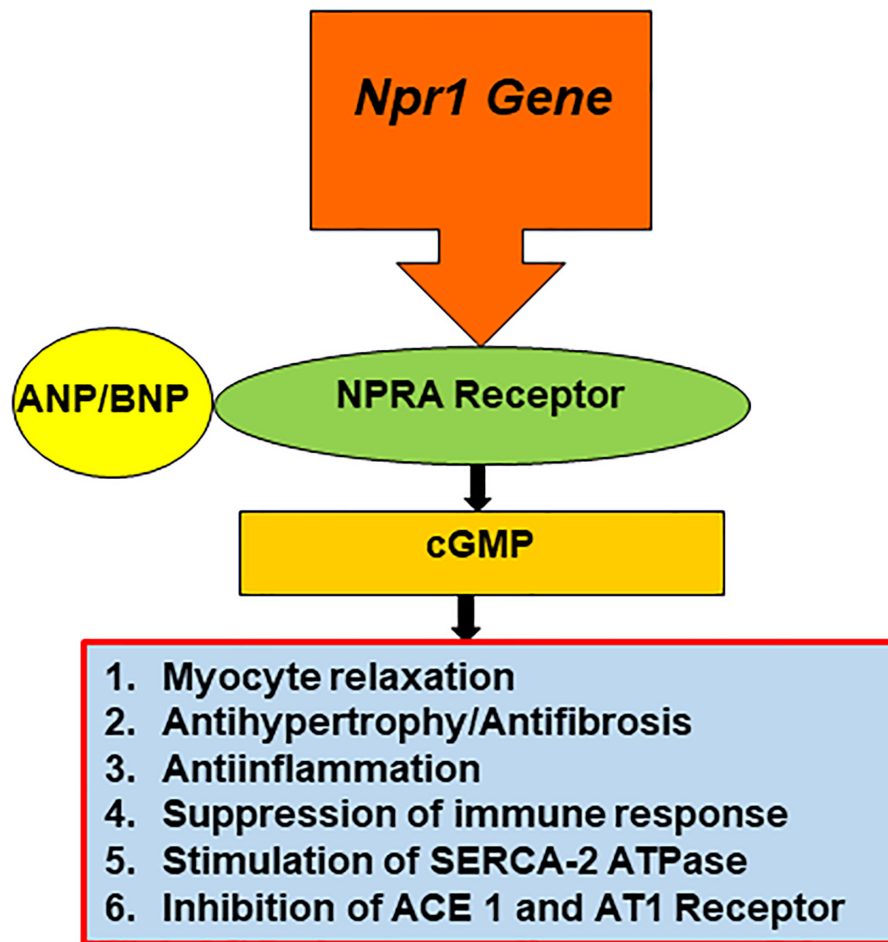 Npr1 Gene
ANP/BNP
NPRA Receptor
cGMP
1. Myocyte relaxation
2. Antihypertrophy/Antifibrosis
3. Antiinflammation
4. Suppression of immune response
5. Stimulation of SERCA-2 ATPase
6. Inhibition of ACE 1 and AT1 Receptor